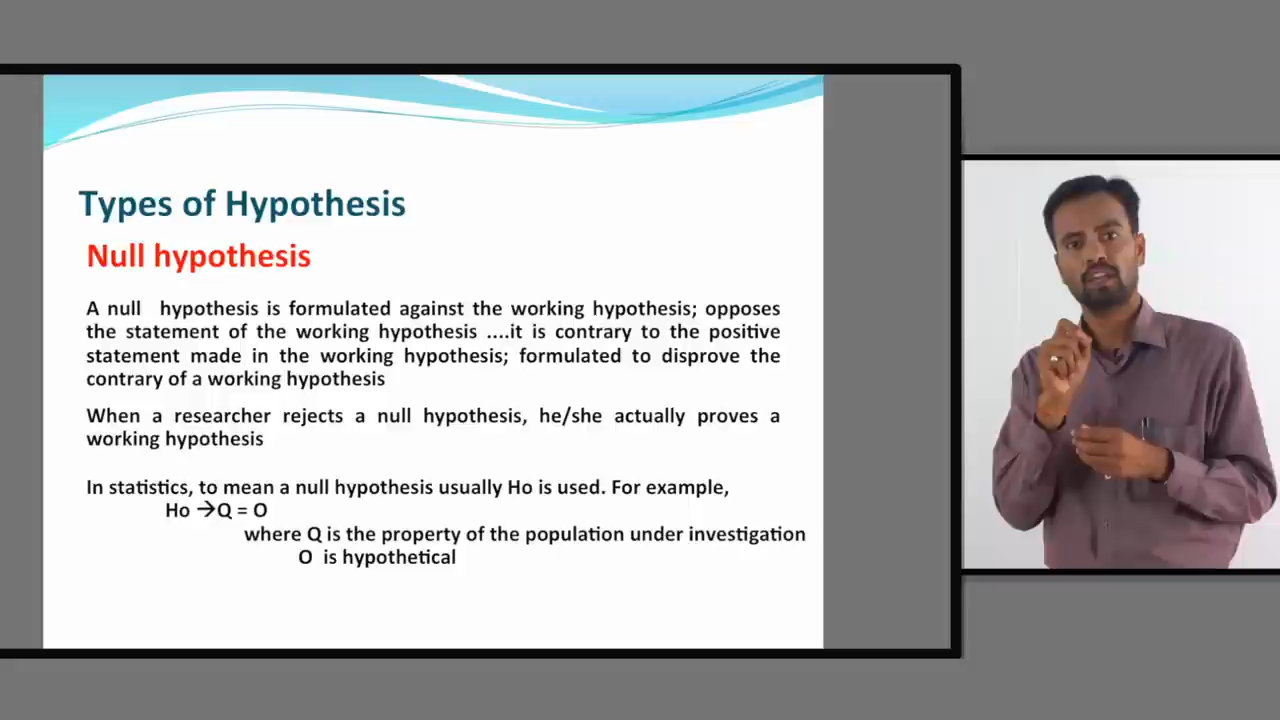 Types of Hypothesis
Null hypothesis
A null hypothesis is formulated against the working hypothesis; opposes
the statement of the working hypothesis ....it is contrary to the positive
statement made in the working hypothesis; formulated to disprove the
contrary of a working hypothesis
When a researcher rejects a null hypothesis, he/she actually proves a
working hypothesis
In statistics, to mean a null hypothesis usually Ho is used. For example,
Ho →Q = O
where Q is the property of the population under investigation
O is hypothetical